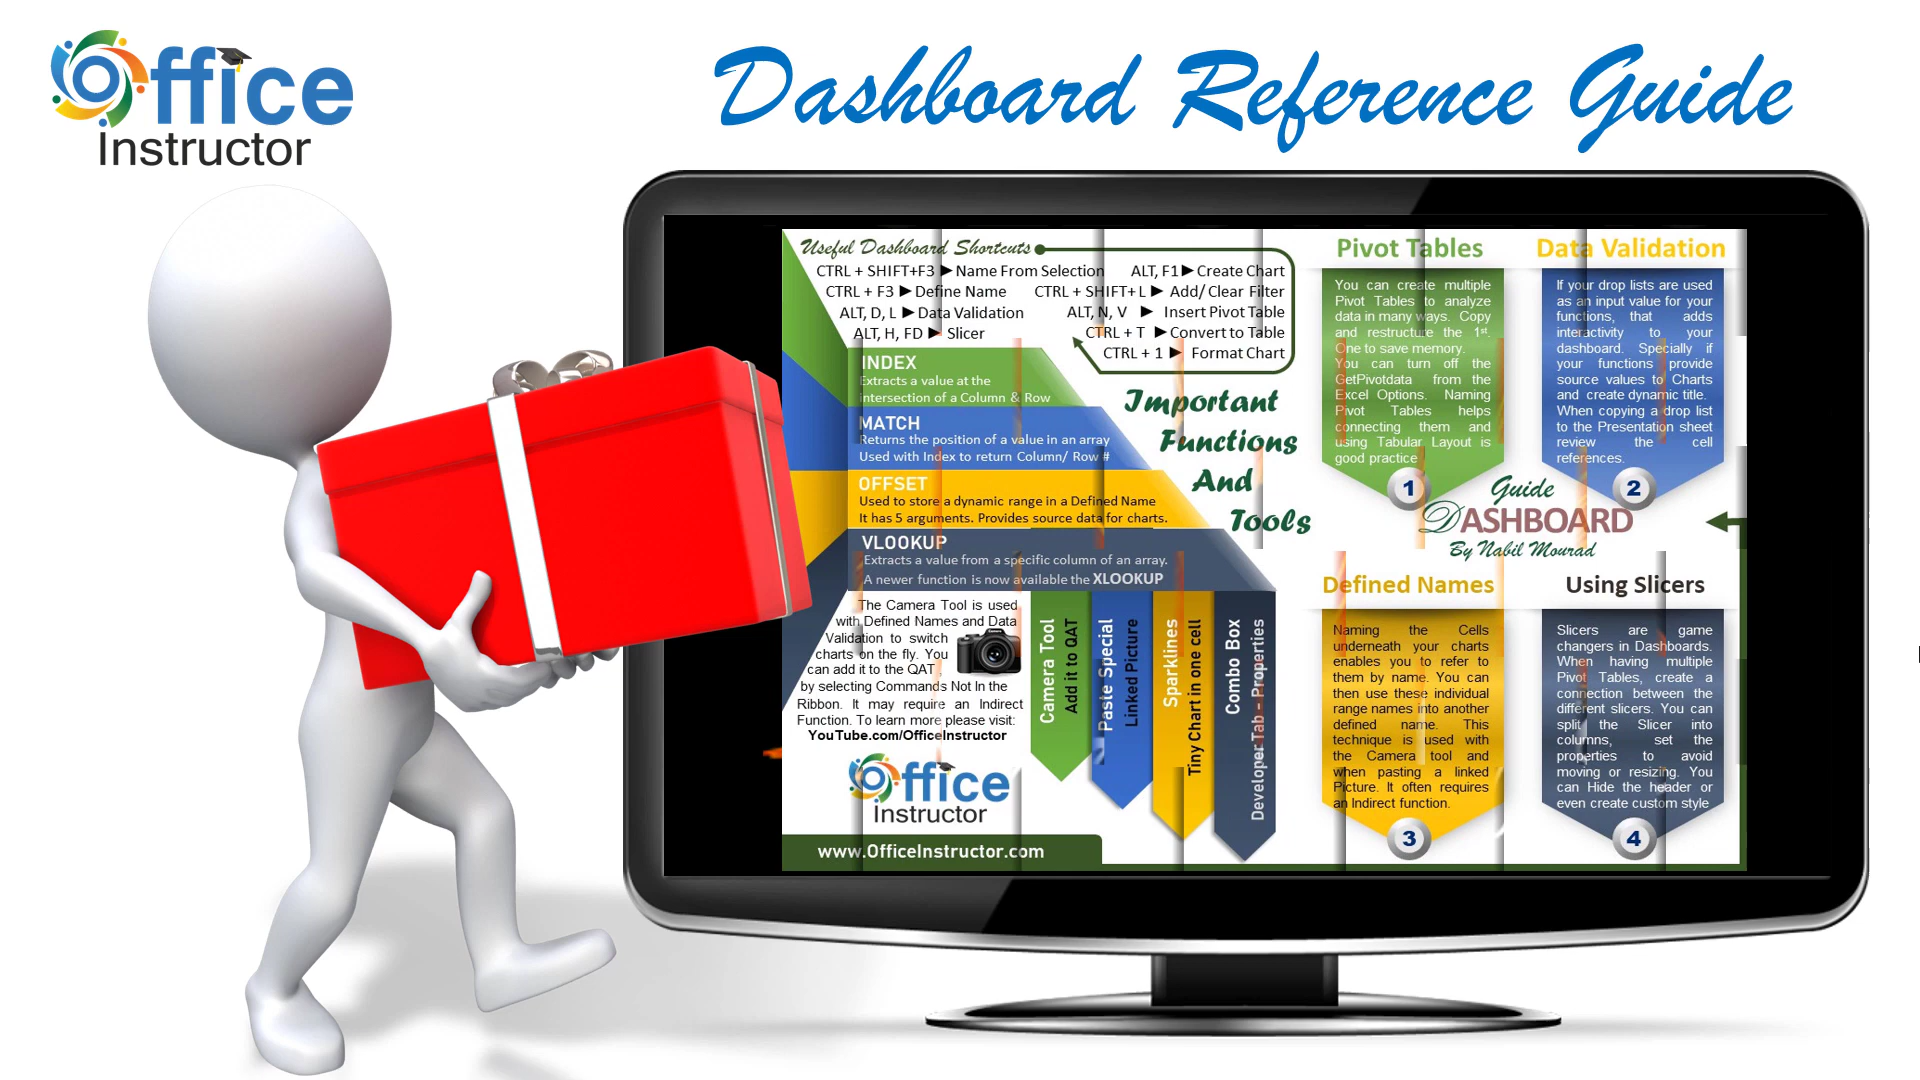 Office
Instructor
Dashboard Reference Guide
Useful Dashboard Shortcuts
CTRL + SHIFT+F3 ►Name From Selection
CTRL + F3 ►Define Name
ALT, D, L ►Data Validation
ALT, H, FD ► Slicer
ALT, F1►Create Chart
CTRL + SHIFT+ L ► Add/ Clear Filter
ALT, N, V ► Insert Pivot Table
CTRL + T ►Convert to Table
CTRL + 1 ► Format Chart
INDEX
Extracts a value at the
intersection of a Column & Row
MATCH
Returns the position of a value in an array
Used with Index to return Column/ Row #
OFFSET
Used to store a dynamic range in a Defined Name
It has 5 arguments. Provides source data for charts.
VLOOKUP
Extracts a value from a specific column of an array.
A newer function is now available the XLOOKUP
Important
Functions
And
Tools
The Camera Tool is used
with Defined Names and Data
Validation to switch
charts on the fly. You
can add it to the QAT
by selecting Commands Not In the
Ribbon. It may require an Indirect
Function. To learn more please visit:
YouTube.com/OfficeInstructor
Office
Instructor
www.OfficeInstructor.com
Camera Tool
Add it to QAT
Paste Special
Linked Picture
Sparklines
Tiny Chart in one cell
Combo Box
Developer Tab - Properties
Pivot Tables
You can create multiple
Pivot Tables to analyze
data in many ways. Copy
and restructure the 1st.
One to save memory.
You can turn off the
GetPivotdata from the
Excel Options. Naming
Pivot Tables helps
connecting them and
using Tabular Layout is
good practice
1
Data Validation
If your drop lists are used
as an input value for your
functions, that adds
interactivity to your
dashboard. Specially if
your functions provide
source values to Charts
and create dynamic title.
When copying a drop list
to the Presentation sheet
review the cell
references.
2
Guide
DASHBOARD
By Nabil Mourad
Defined Names
Naming the Cells
underneath your charts
enables you to refer to
them by name. You can
then use these individual
range names into another
defined name. This
technique is used with
the Camera tool and
when pasting a linked
Picture. It often requires
an Indirect function.
3
Using Slicers
Slicers are game
changers in Dashboards.
When having multiple
Pivot Tables, create a
connection between the
different slicers. You can
split the Slicer into
columns, set the
properties to avoid
moving or resizing. You
can Hide the header or
even create custom style
4